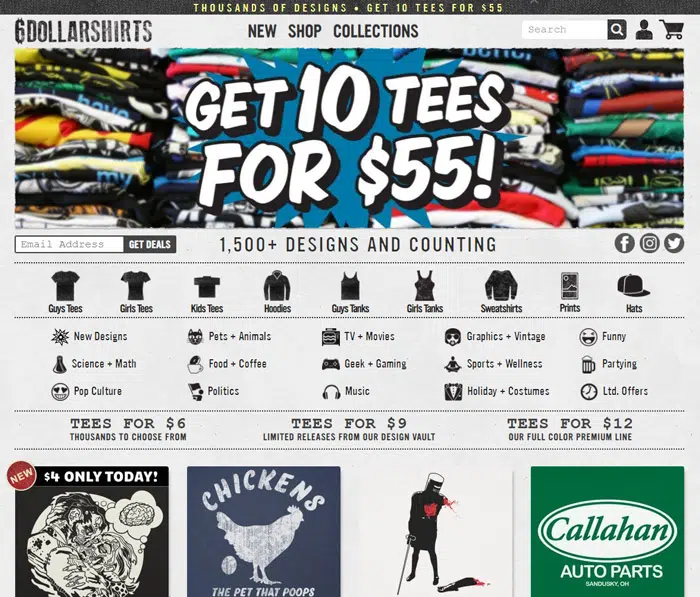 THOUSANDS OF DESIGNS • GET 10 TEES FOR $55
6DOLLARSHIRTS
NEW SHOP COLLECTIONS
Search
GET 10 TEES
FOR $55!
Email Address GET DEALS
1,500+ DESIGNS AND COUNTING
Guys Tees Girls Tees Kids Tees Hoodies Guys Tanks Girls Tanks Sweatshirts Prints Hats
New Designs Pets + Animals TV + Movies Graphics + Vintage Funny
Science + Math Food + Coffee Geek + Gaming Sports + Wellness Partying
Pop Culture Politics Music Holiday + Costumes Ltd. Offers
TEES FOR $6 TEES FOR $9 TEES FOR $12
THOUSANDS TO CHOOSE FROM LIMITED RELEASES FROM OUR DESIGN VAULT OUR FULL COLOR PREMIUM LINE
NEW
$4 ONLY TODAY!
CHICKENS
THE PET THAT POOPS
Callahan
AUTO PARTS
SANDUSKY, OH